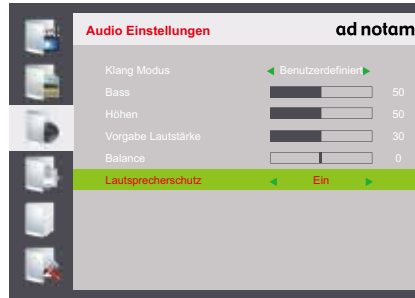 Audio Einstellungen
ad notam
Klang Modus Benutzerdefiniert
Bass 50
Höhen 50
Vorgabe Lautstärke 30
Balance 0
Lautsprecherschutz Ein